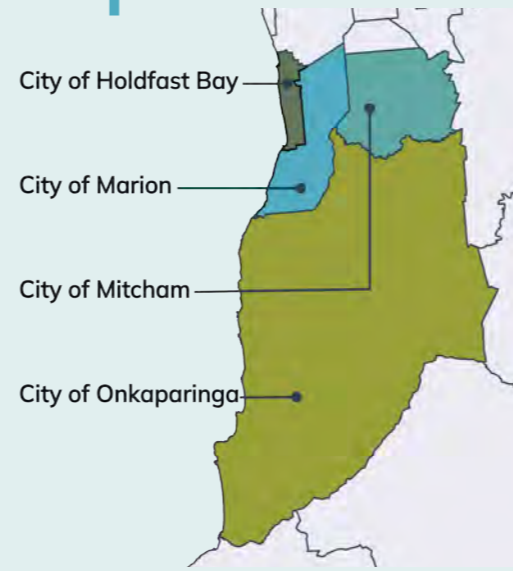 City of Holdfast Bay
City of Marion
City of Mitcham
City of Onkaparinga